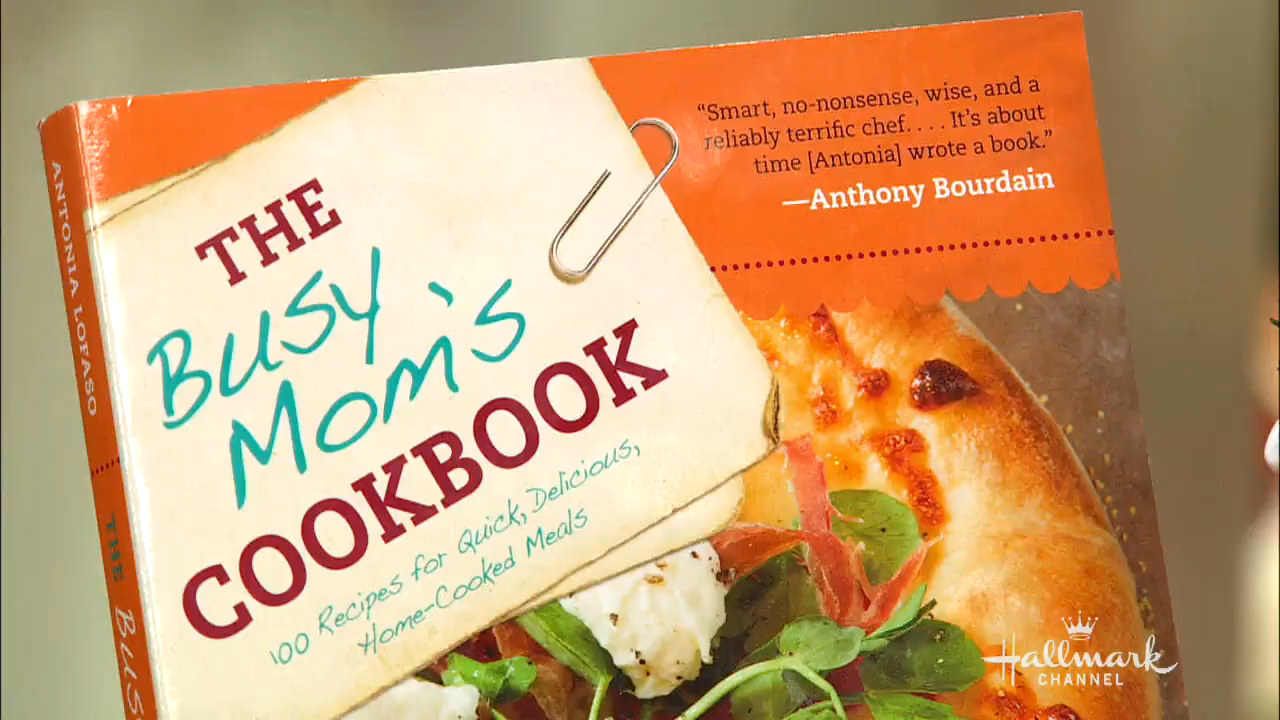 "Smart, no-nonsense, wise, and a
reliably terrific chef. . . . It's about
time [Antonia] wrote a book."
—Anthony Bourdain
THE
Busy
Mom's
COOKBOOK
100 Recipes for Quick, Delicious,
Home-Cooked Meals
ANTONIA LOFASO
THE BUS
Hallmark
CHANNEL